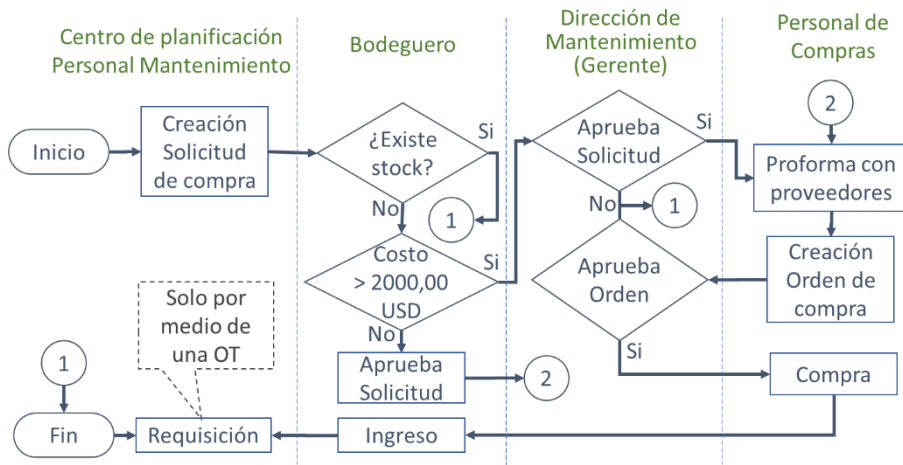 Centro de planificación
Personal Mantenimiento
Bodeguero
Dirección de
Mantenimiento
(Gerente)
Personal de
Compras
Inicio
Creación
Solicitud
de compra
¿Existe
stock?
Si
No
1
Costo
> 2000,00
USD
Si
No
Aprueba
Solicitud
2
Aprueba
Solicitud
Si
No
1
Aprueba
Orden
Si
2
Proforma con
proveedores
Creación
Orden de
compra
Compra
Solo por
medio de
una OT
1
Fin
Requisición
Ingreso